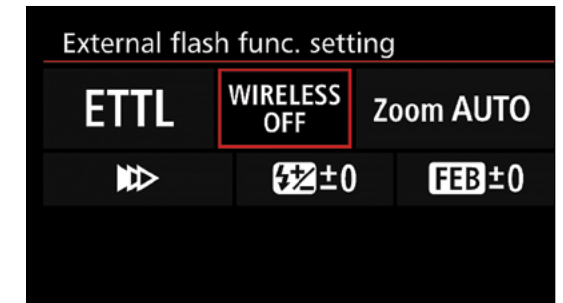 External flash func. setting
ETTL WIRELESS OFF Zoom AUTO
±0 FEB±0